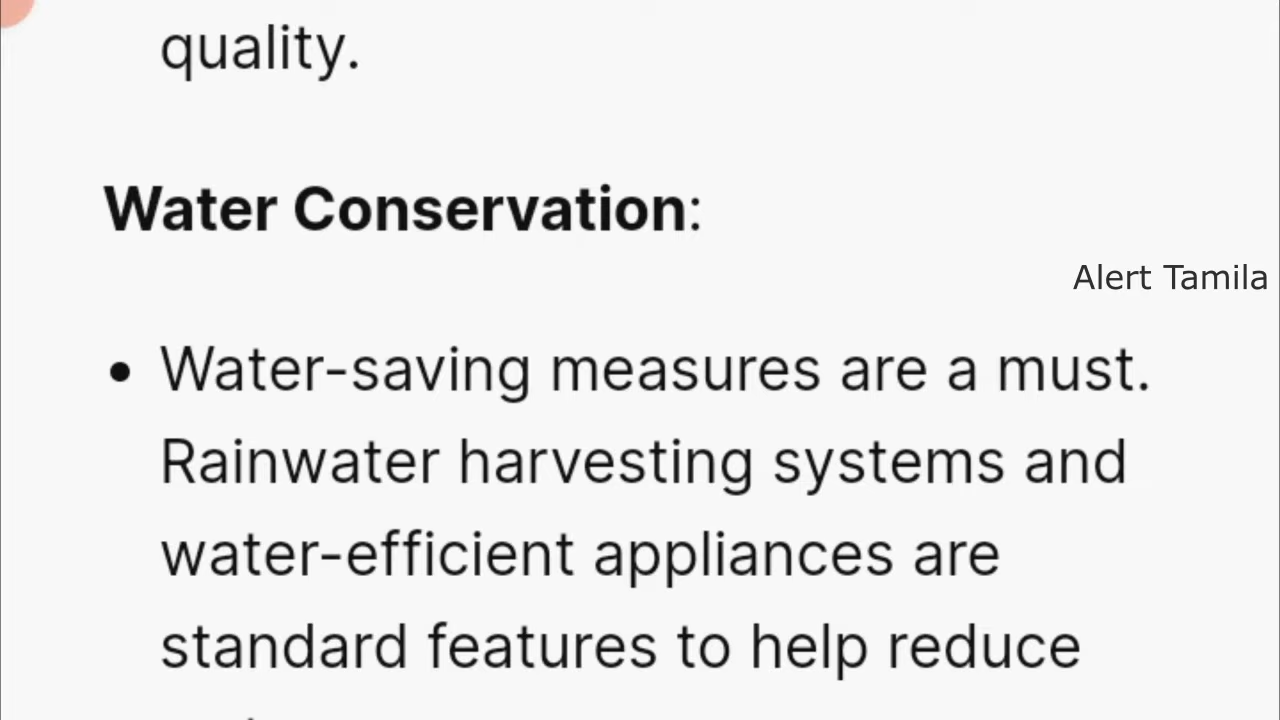 quality.
Water Conservation:
Alert Tamila
• Water-saving measures are a must.
Rainwater harvesting systems and
water-efficient appliances are
standard features to help reduce